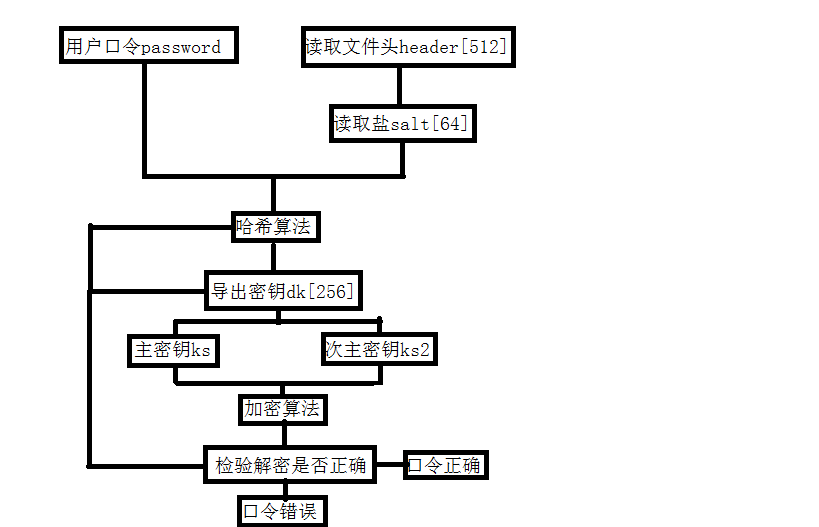 用户口令password
读取文件头header[512]
读取盐salt[64]
哈希算法
导出密钥dk[256]
主密钥ks
次主密钥ks2
加密算法
检验解密是否正确
口令正确
口令错误